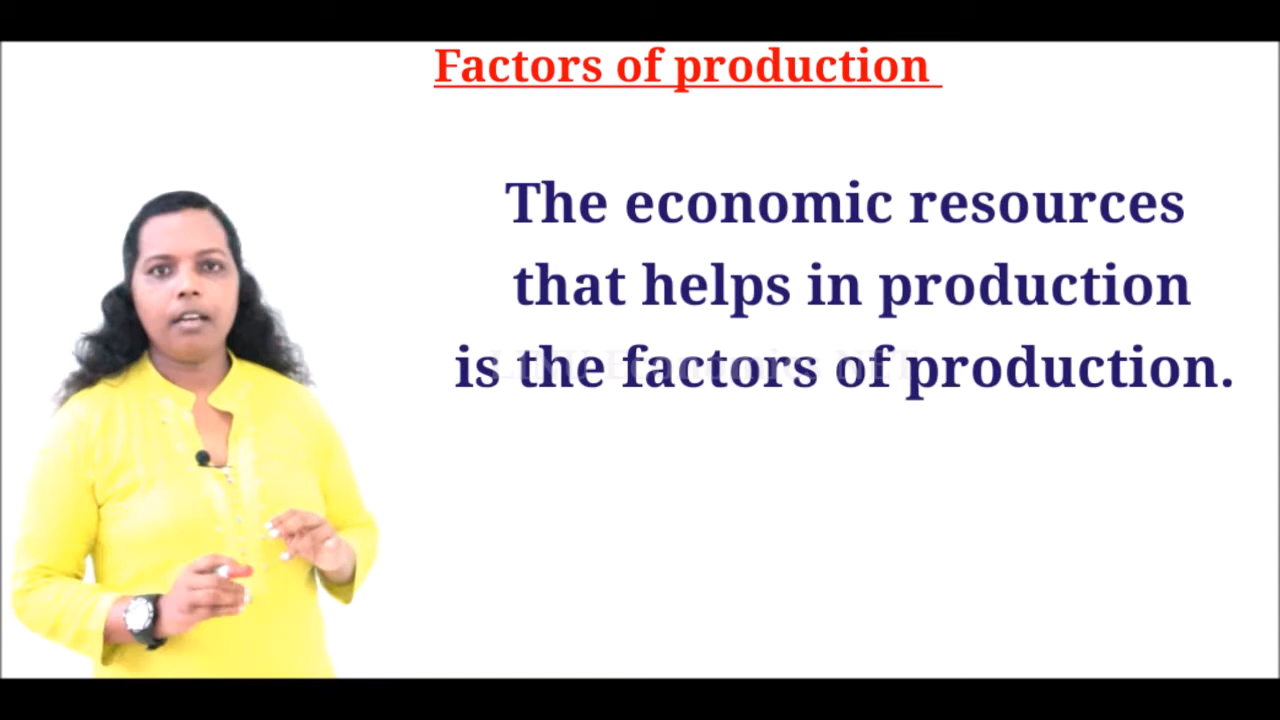 Factors of production
The economic resources
that helps in production
is the factors of production.